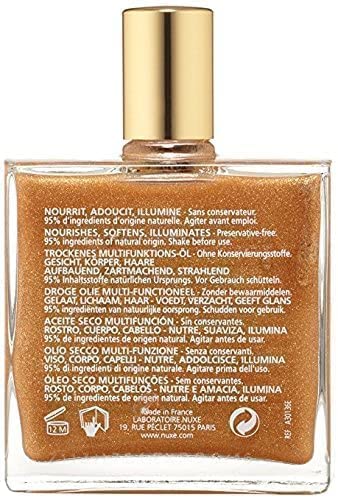 NOURRIT, ADOUCIT, ILLUMINE - Sans conservateur.
95% d'ingrédients d'origine naturelle. Agiter avant emploi.
NOURISHES, SOFTENS, ILLUMINATES - Preservative-free.
95% ingredients of natural origin. Shake before use.
TROCKENES MULTIFUNKTIONS-ÖL - Ohne Konservierungsstoffe.
GESICHT, KÖRPER, HAARE
AUFBAUEND, ZARTMACHEND, STRAHLEND
95% Inhaltsstoffe natürlichen Ursprungs. Vor Gebrauch schütteln.
DROGE OLIE MULTI-FUNCTIONEEL - Zonder bewaarmiddelen.
GELAAT, LICHAAM, HAAR - VOEDT, VERZACHT, GEEFT GLANS
95% ingrediënten van natuurlijke oorsprong. Schudden voor gebruik.
ACEITE SECO MULTIFUNCIÓN - Sin conservantes.
ROSTRO, CUERPO, CABELLO - NUTRE, SUAVIZA, ILUMINA
95% ingredientes de origen natural. Agitar antes de usar.
OLIO SECCO MULTI-FUNZIONE - Senza conservanti.
VISO, CORPO, CAPELLI - NUTRE, ADDOLCISCE, ILLUMINA
95% di ingredienti di origine naturale. Agitare prima dell'uso.
ÓLEO SECO MULTIFUNÇÕES - Sem conservantes.
ROSTO, CORPO, CABELOS - NUTRE E AMACIA, ILUMINA
95% ingredientes de origem natural. Agitar antes de usar.
12 M
Made in France
LABORATOIRE NUXE
19, RUE PÉCLET 75015 PARIS
www.nuxe.com
REF A3036E